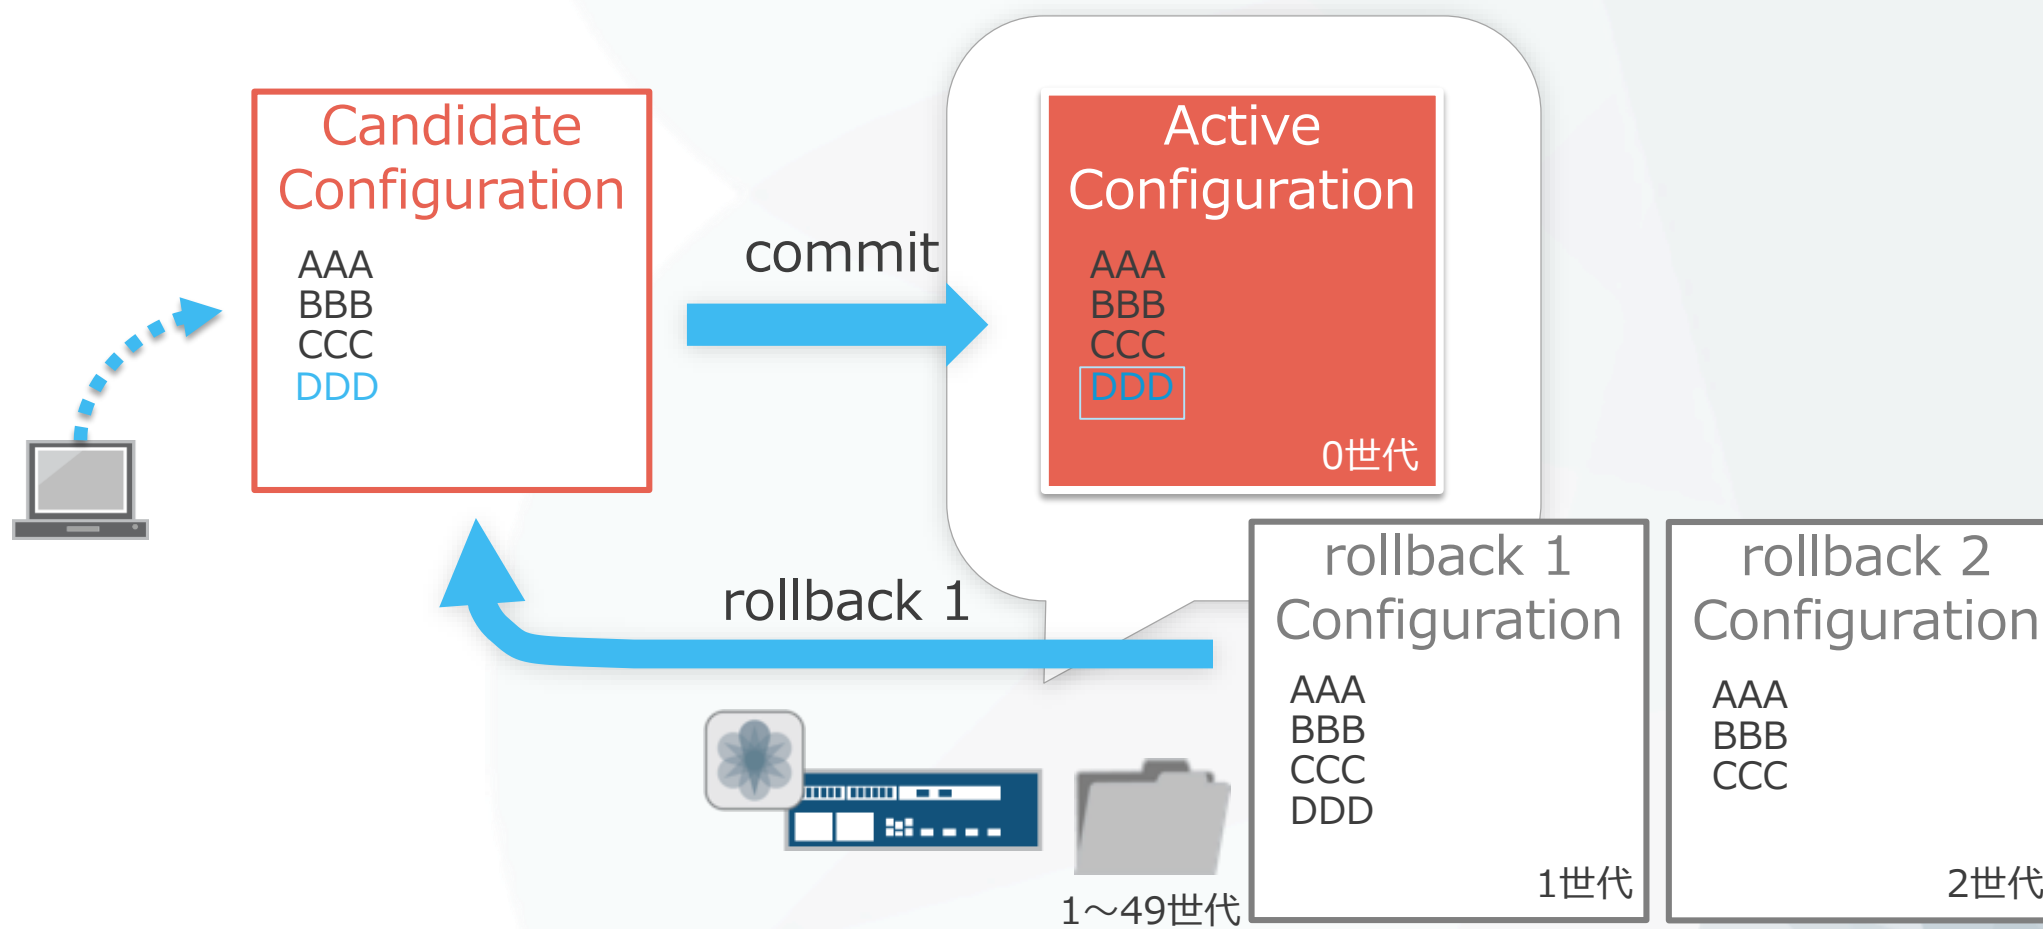 Candidate
Configuration
AAA
BBB
CCC
DDD
commit
Active
Configuration
AAA
BBB
CCC
DDD
0世代
rollback 1
rollback 1
Configuration
AAA
BBB
CCC
DDD
1世代
rollback 2
Configuration
AAA
BBB
CCC
2世代
1～49世代